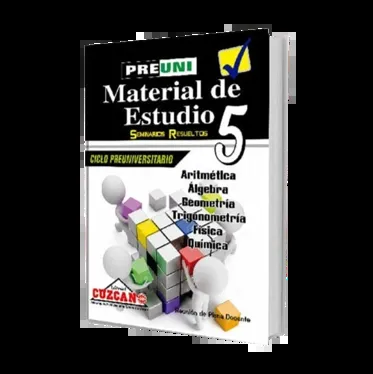 PREUNI
Material de
Estudio 5
SEMINARIOS RESUELTOS
CICLO PREUNIVERSITARIO
Aritmética
Álgebra
Geometría
Trigonometría
Física
Química
CUZCANO
Reunión de Plana Docente